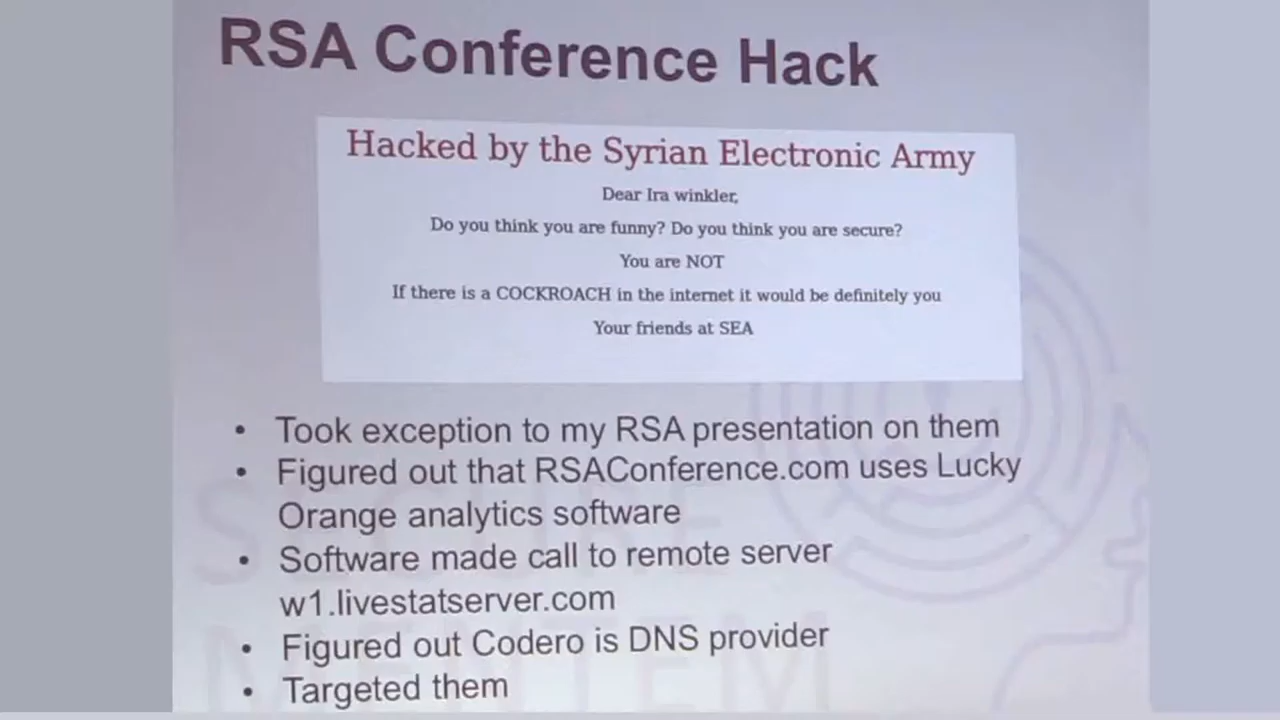 RSA Conference Hack
Hacked by the Syrian Electronic Army
Dear Ira winkler,
Do you think you are funny? Do you think you are secure?
You are NOT
If there is a COCKROACH in the internet it would be definitely you
Your friends at SEA
• Took exception to my RSA presentation on them
• Figured out that RSAConference.com uses Lucky
Orange analytics software
• Software made call to remote server
w1.livestatserver.com
• Figured out Codero is DNS provider
• Targeted them
SECURE
MENTEM